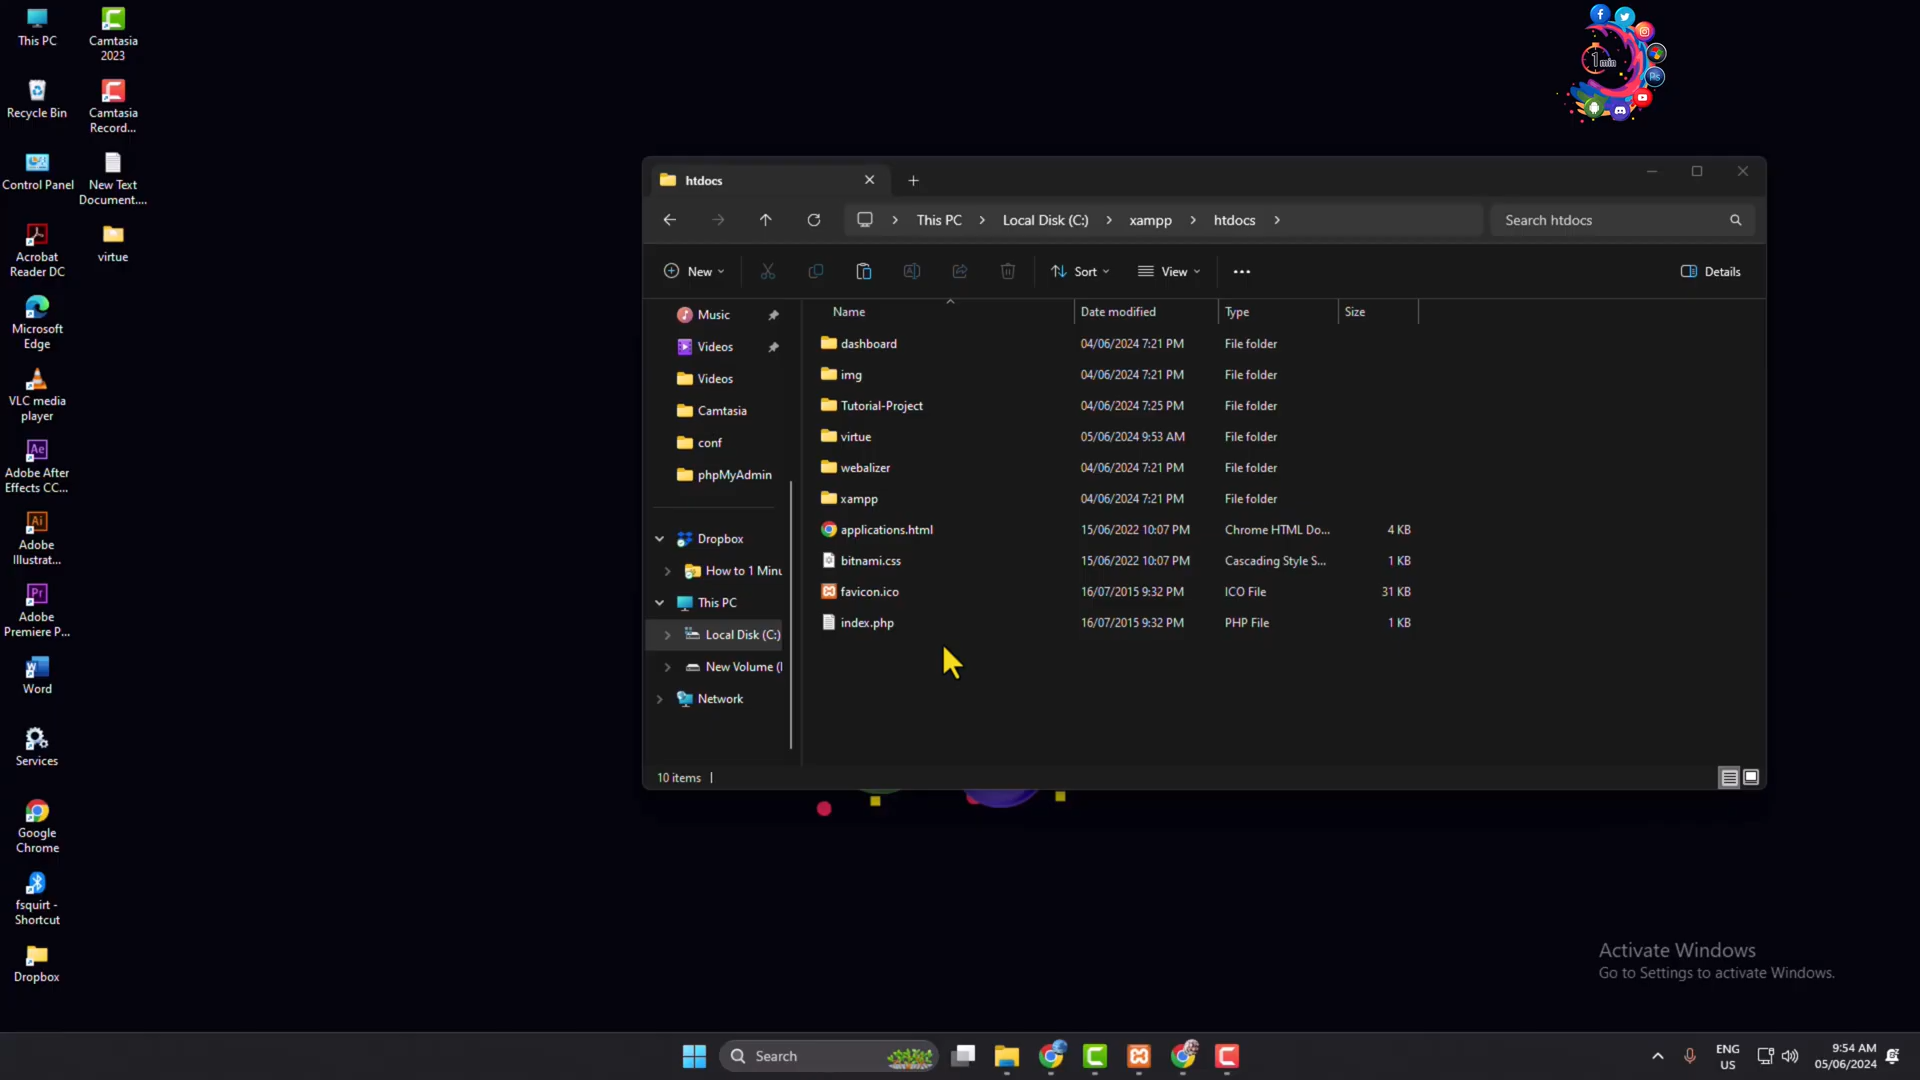 This PC
Camtasia
2023
Recycle Bin
Camtasia
Record...
Control Panel
New Text
Document....
Acrobat
Reader DC
virtue
Microsoft
Edge
VLC media
player
Adobe After
Effects CC...
Adobe
Illustrat...
Adobe
Premiere P...
Word
Services
Google
Chrome
fsquirt -
Shortcut
Dropbox
1 min
htdocs
This PC
Local Disk (C:)
xampp
htdocs
Search htdocs
New
Sort
View
Details
Name
Date modified
Type
Size
Music
Videos
Videos
Camtasia
conf
phpMyAdmin
Dropbox
How to 1 Minu
This PC
Local Disk (C:)
New Volume (
Network
dashboard 04/06/2024 7:21 PM File folder
img 04/06/2024 7:21 PM File folder
Tutorial-Project 04/06/2024 7:25 PM File folder
virtue 05/06/2024 9:53 AM File folder
webalizer 04/06/2024 7:21 PM File folder
xampp 04/06/2024 7:21 PM File folder
applications.html 15/06/2022 10:07 PM Chrome HTML Do... 4 KB
bitnami.css 15/06/2022 10:07 PM Cascading Style S... 1 KB
favicon.ico 16/07/2015 9:32 PM ICO File 31 KB
index.php 16/07/2015 9:32 PM PHP File 1 KB
10 items
Activate Windows
Go to Settings to activate Windows.
Search
ENG
US
9:54 AM
05/06/2024